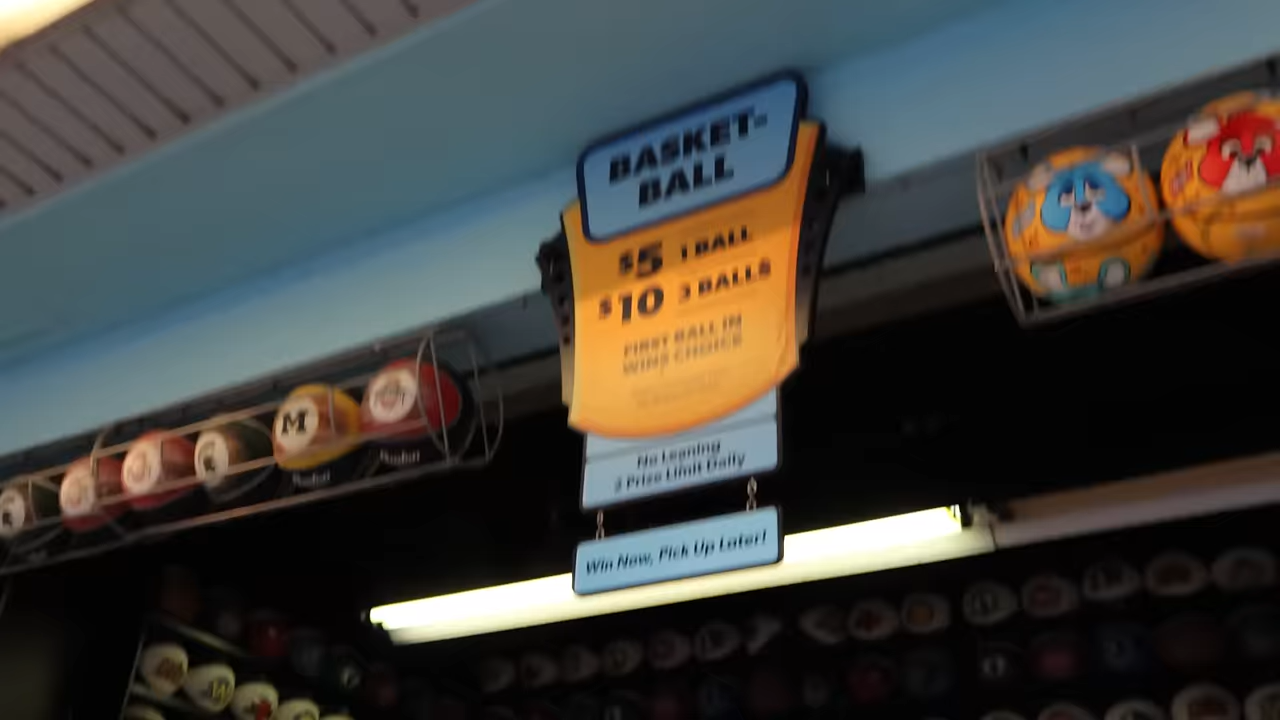 BASKET-
BALL
$5 1 BALL
$10 3 BALLS
FIRST BALL IN
WINS CHOICE
No Leaning
Prize Limit Daily
Win Now, Pick Up Later!
M